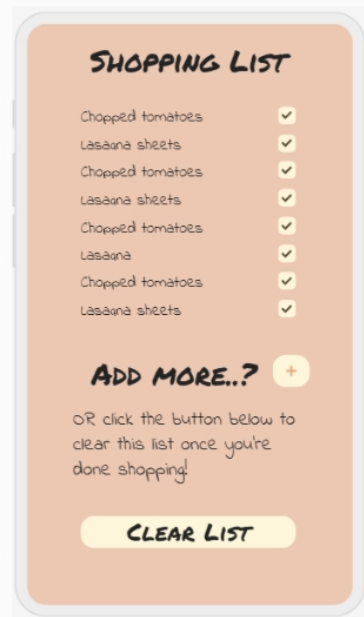 Shopping List
Chopped tomatoes
Lasagna sheets
Chopped tomatoes
Lasagna sheets
Chopped tomatoes
Lasagna
Chopped tomatoes
Lasagna sheets
Add more..? +
OR click the button below to
clear this list once you're
done shopping!
Clear List